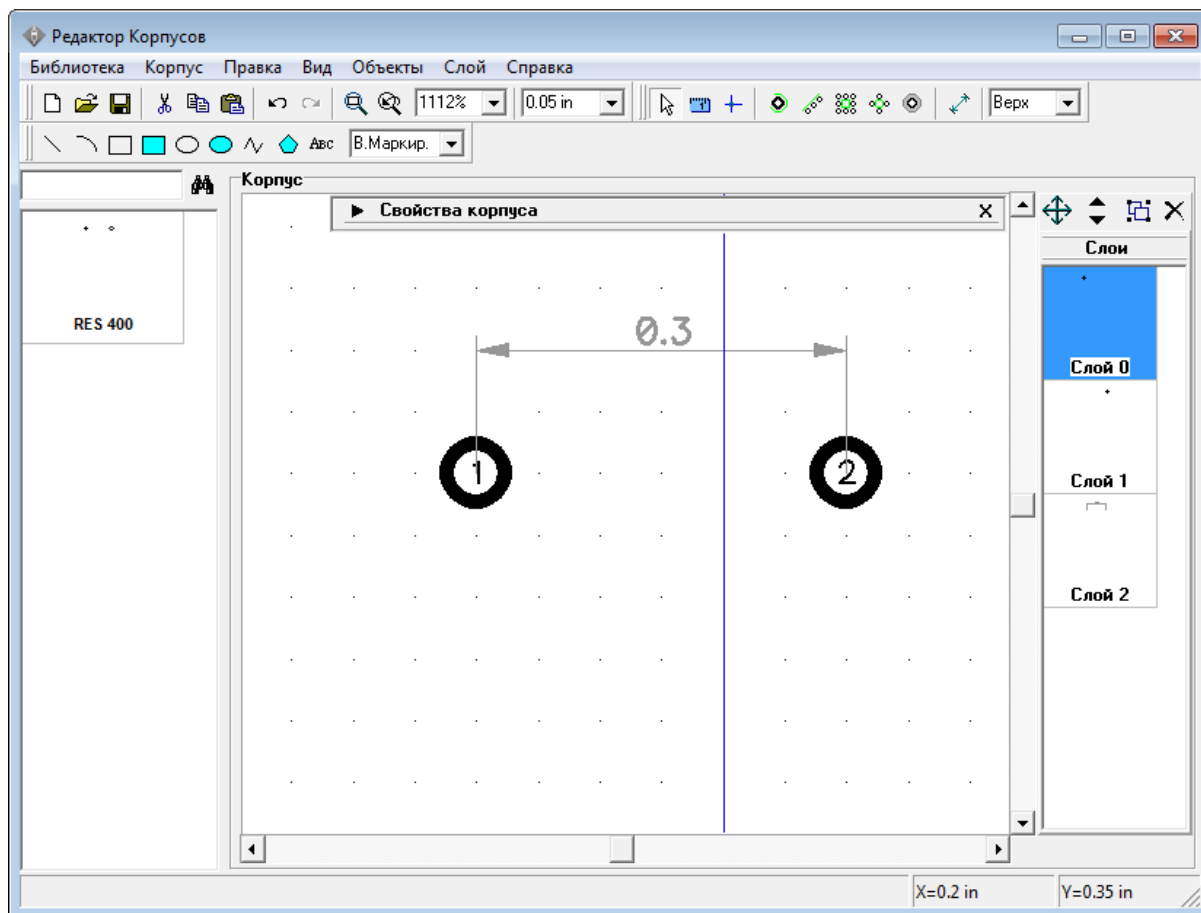 Редактор Корпусов
Библиотека Корпус Правка Вид Объекты Слой Справка
1112% 0.05 in Верх
ABC В.Маркир.
Корпус
Свойства корпуса X
Слои
RES 400
0.3
Слой 0
1 2
Слой 1
Слой 2
X=0.2 in Y=0.35 in